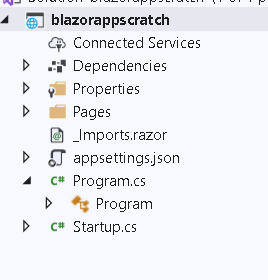 blazorappscratch
Connected Services
Dependencies
Properties
Pages
_Imports.razor
appsettings.json
C# Program.cs
Program
C# Startup.cs